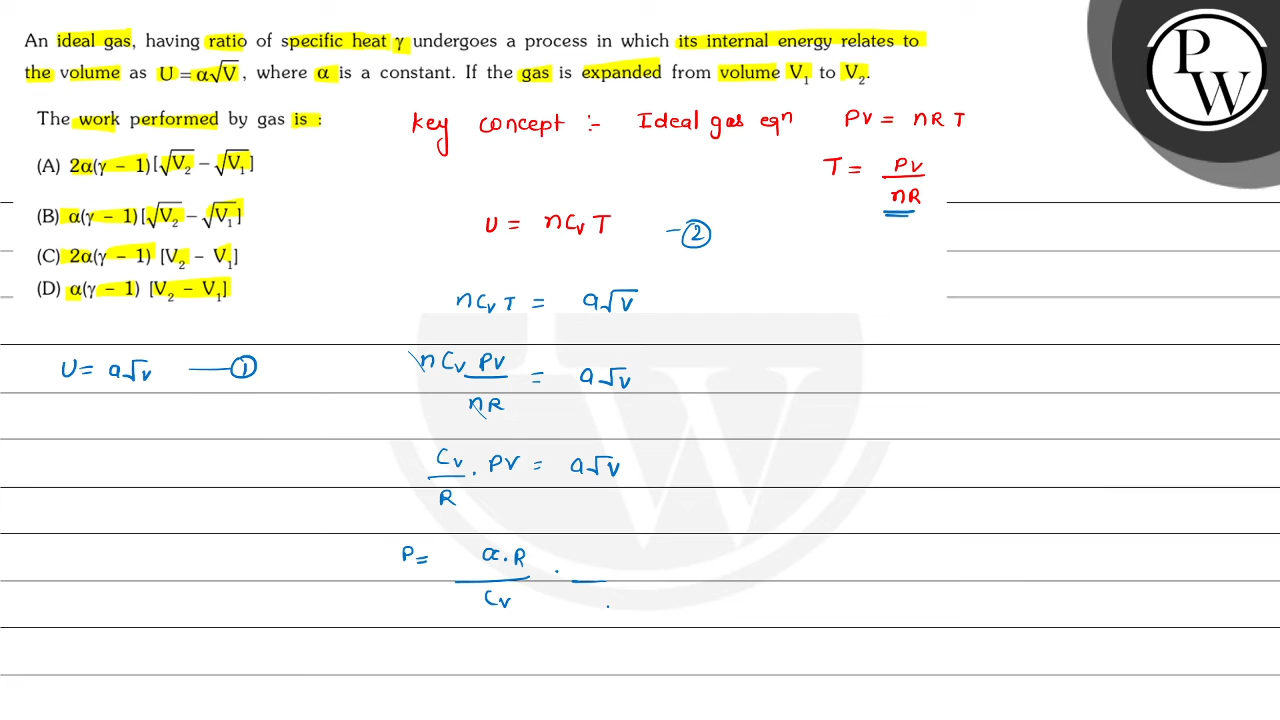 An ideal gas, having ratio of specific heat γ undergoes a process in which its internal energy relates to
the volume as U = α√V, where α is a constant. If the gas is expanded from volume V₁ to V₂.
The work performed by gas is :
(A) 2α(γ − 1)[√V₂ − √V₁]
(B) α(γ − 1)[√V₂ − √V₁]
(C) 2α(γ − 1) [V₂ − V₁]
(D) α(γ − 1) [V₂ − V₁]
Key concept :- Ideal gas eqn PV = nRT
T = PV/nR
U = nCᵥT —②
nCᵥT = a√V
U = a√V ——①
nCᵥ PV/nR = a√V
Cᵥ/R . PV = a√V
P = α.R/Cᵥ .
PW